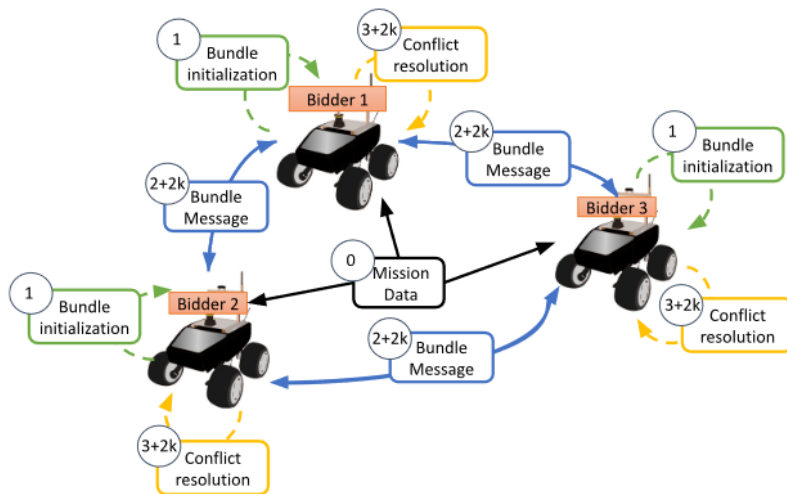 1
Bundle
initialization
3+2k
Conflict
resolution
Bidder 1
2+2k
Bundle
Message
1
Bundle
initialization
2+2k
Bundle
Message
Bidder 3
0
Mission
Data
1
Bundle
initialization
Bidder 2
3+2k
Conflict
resolution
2+2k
Bundle
Message
3+2k
Conflict
resolution